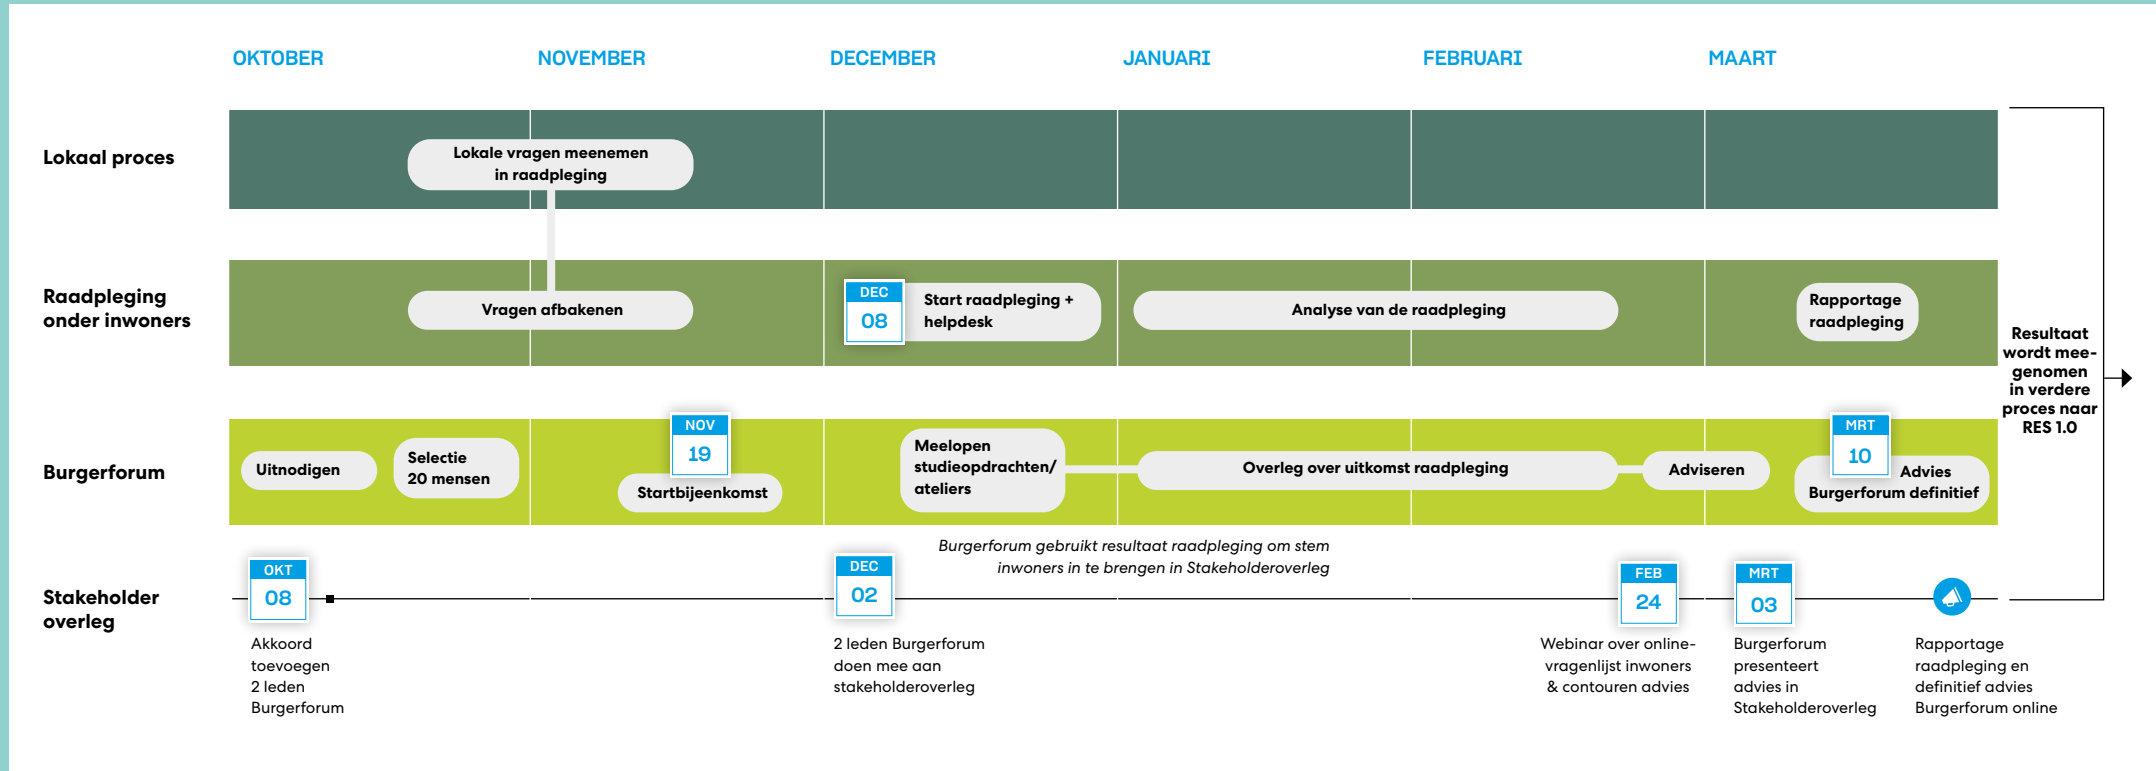 OKTOBER
NOVEMBER
DECEMBER
JANUARI
FEBRUARI
MAART
Lokaal proces
Lokale vragen meenemen
in raadpleging
Raadpleging
onder inwoners
Vragen afbakenen
DEC
08
Start raadpleging +
helpdesk
Analyse van de raadpleging
Rapportage
raadpleging
Burgerforum
Uitnodigen
Selectie
20 mensen
NOV
19
Startbijeenkomst
Meelopen
studieopdrachten/
ateliers
Overleg over uitkomst raadpleging
Adviseren
MRT
10
Advies
Burgerforum definitief
Resultaat
wordt mee-
genomen
in verdere
proces naar
RES 1.0
Burgerforum gebruikt resultaat raadpleging om stem
inwoners in te brengen in Stakeholderoverleg
Stakeholder
overleg
OKT
08
Akkoord
toevoegen
2 leden
Burgerforum
DEC
02
2 leden Burgerforum
doen mee aan
stakeholderoverleg
FEB
24
Webinar over online-
vragenlijst inwoners
& contouren advies
MRT
03
Burgerforum
presenteert
advies in
Stakeholderoverleg
Rapportage
raadpleging en
definitief advies
Burgerforum online